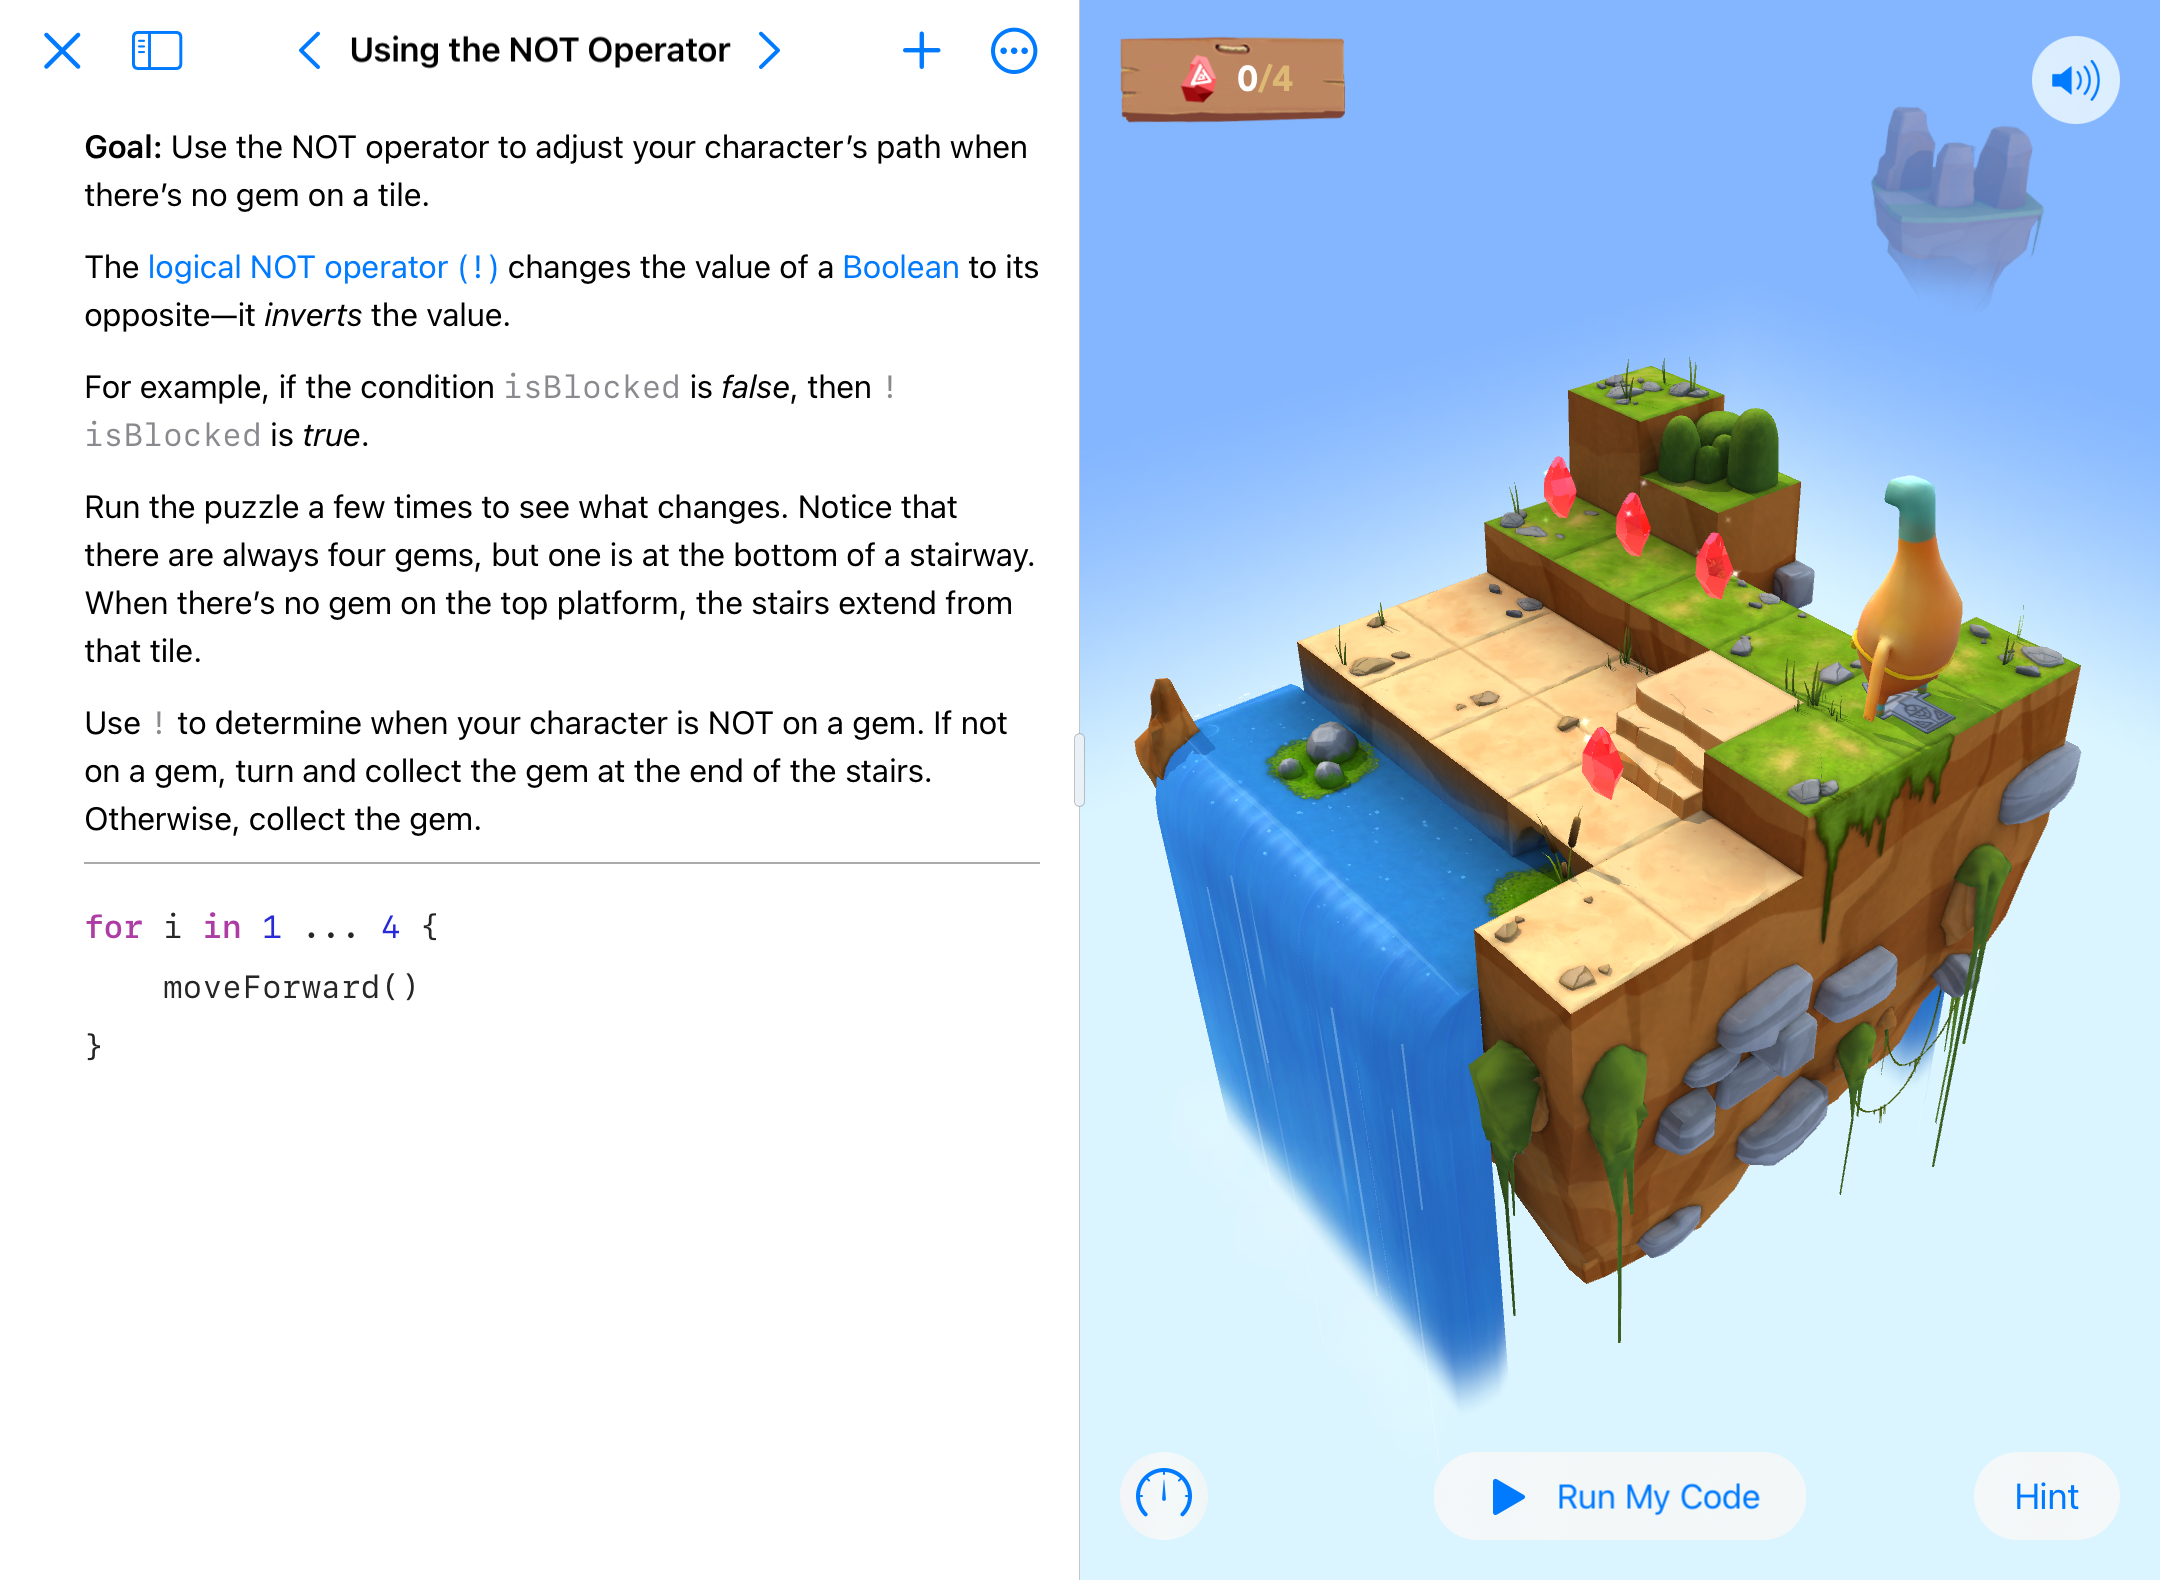 Using the NOT Operator
Goal: Use the NOT operator to adjust your character’s path when
there’s no gem on a tile.
The logical NOT operator (!) changes the value of a Boolean to its
opposite—it inverts the value.
For example, if the condition isBlocked is false, then !
isBlocked is true.
Run the puzzle a few times to see what changes. Notice that
there are always four gems, but one is at the bottom of a stairway.
When there’s no gem on the top platform, the stairs extend from
that tile.
Use ! to determine when your character is NOT on a gem. If not
on a gem, turn and collect the gem at the end of the stairs.
Otherwise, collect the gem.
for i in 1 ... 4 {
moveForward()
}
0/4
Run My Code
Hint